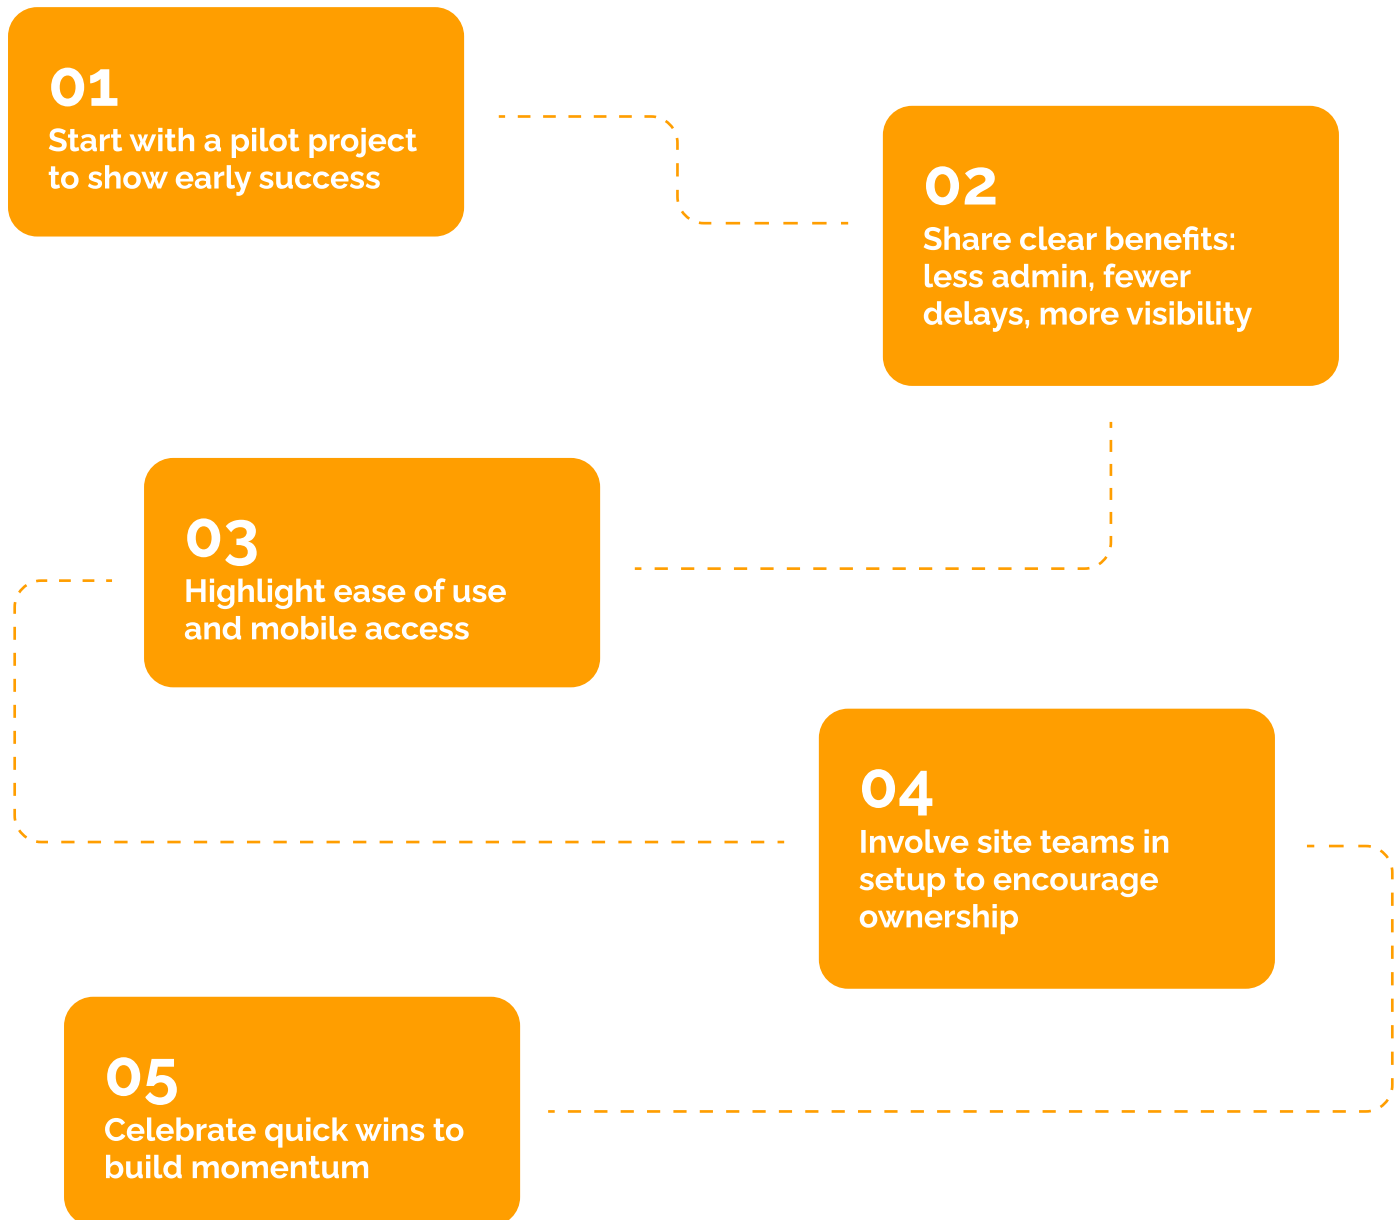 01
Start with a pilot project
to show early success
02
Share clear benefits:
less admin, fewer
delays, more visibility
03
Highlight ease of use
and mobile access
04
Involve site teams in
setup to encourage
ownership
05
Celebrate quick wins to
build momentum